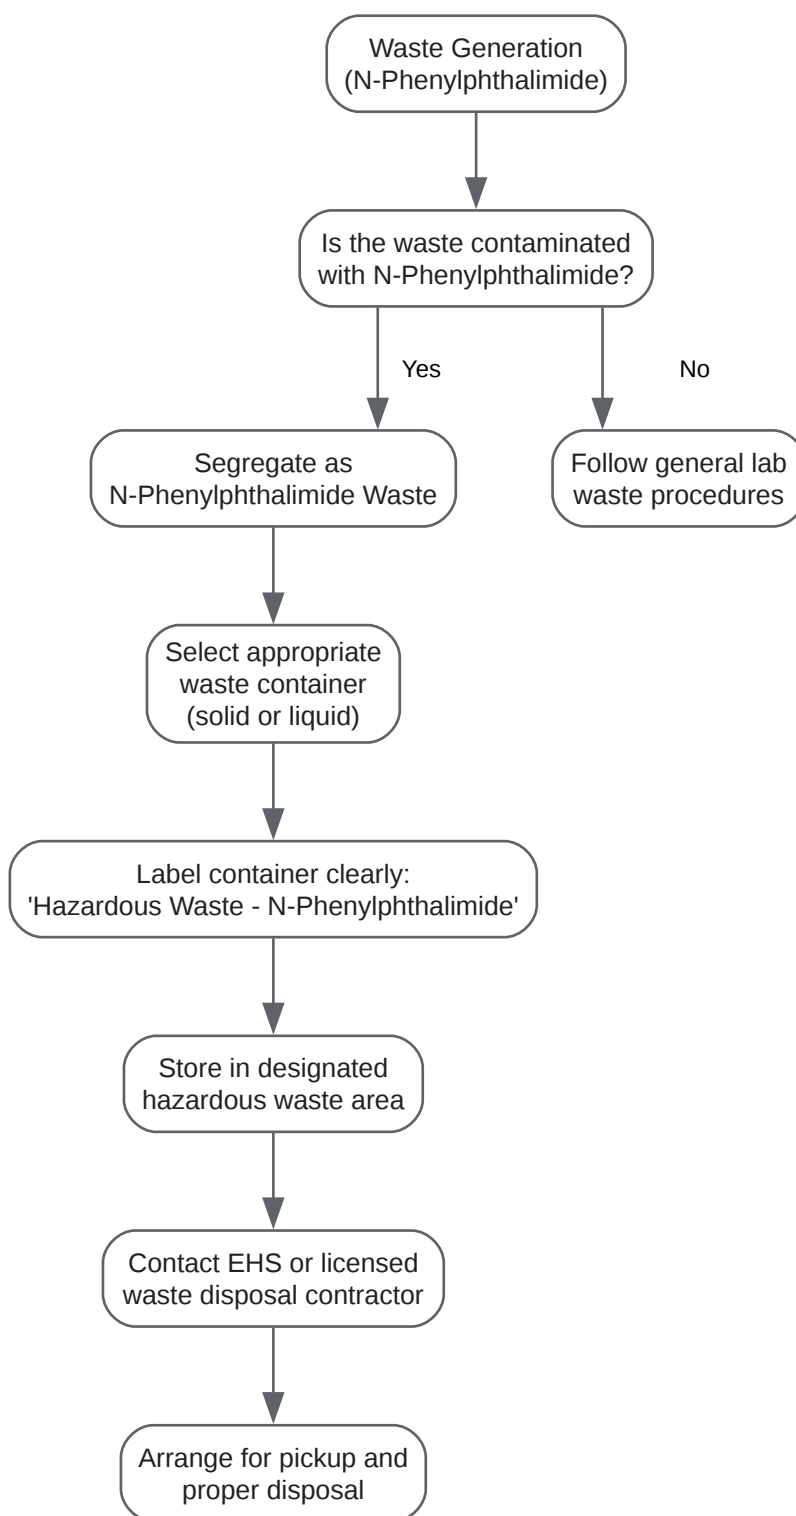 Waste Generation
(N-Phenylphthalimide)
Is the waste contaminated
with N-Phenylphthalimide?
Yes
No
Segregate as
N-Phenylphthalimide Waste
Follow general lab
waste procedures
Select appropriate
waste container
(solid or liquid)
Label container clearly:
'Hazardous Waste - N-Phenylphthalimide'
Store in designated
hazardous waste area
Contact EHS or licensed
waste disposal contractor
Arrange for pickup and
proper disposal